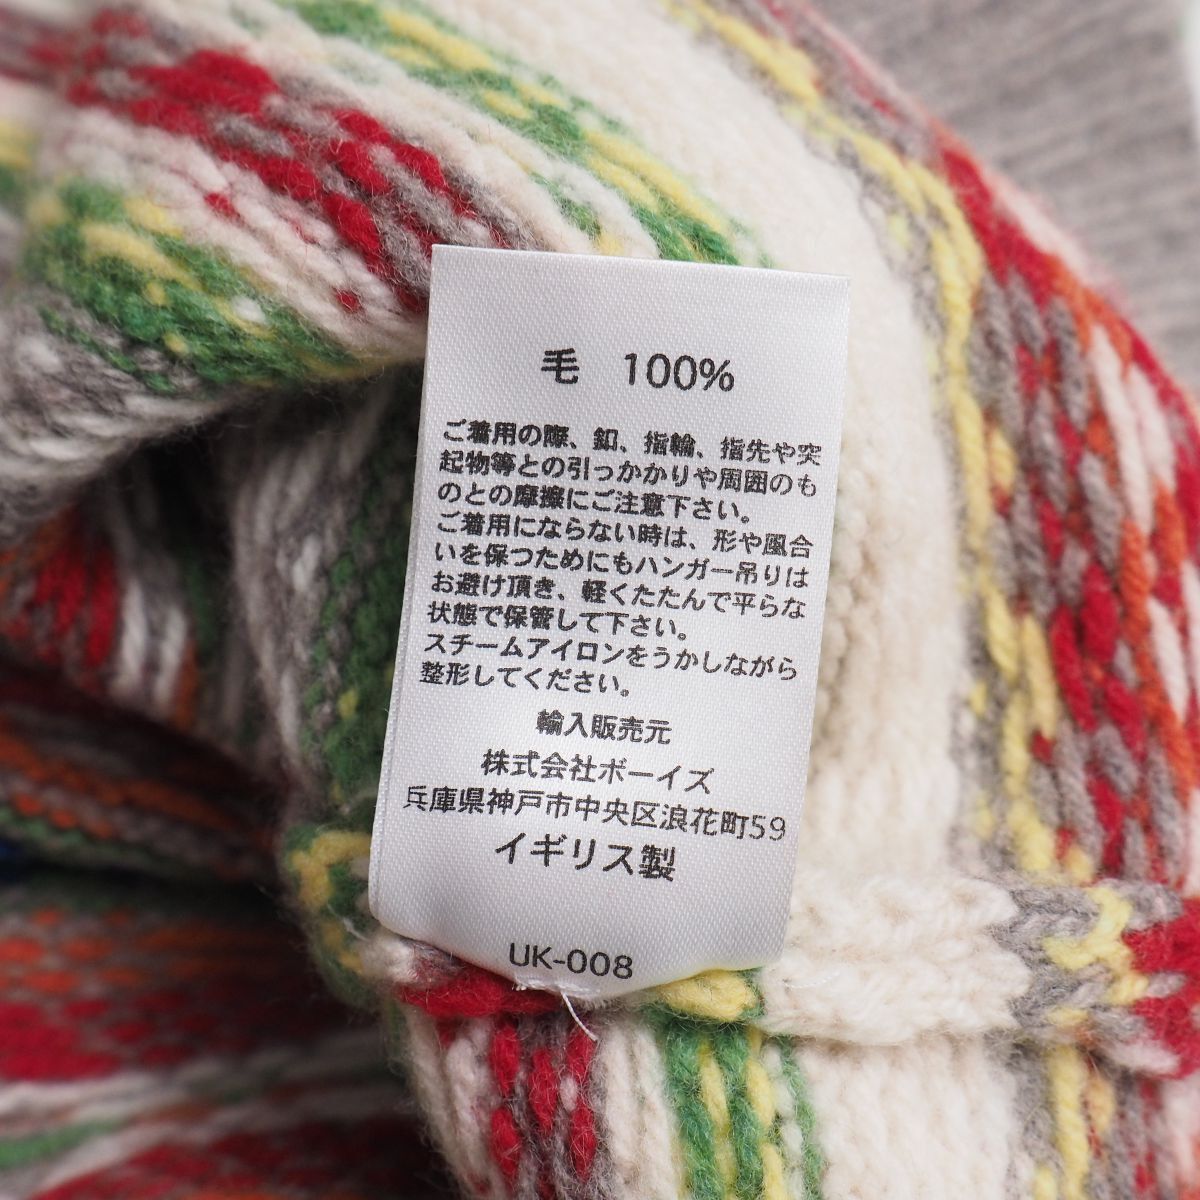 毛 100%
ご着用の際、釦、指輪、指先や突
起物等との引っかかりや周囲のも
のとの摩擦にご注意下さい。
ご着用にならない時は、形や風合
いを保つためにもハンガー吊りは
お避け頂き、軽くたたんで平らな
状態で保管して下さい。
スチームアイロンをうかしながら
整形してください。
輸入販売元
株式会社ボーイズ
兵庫県神戸市中央区浪花町59
イギリス製
UK-008